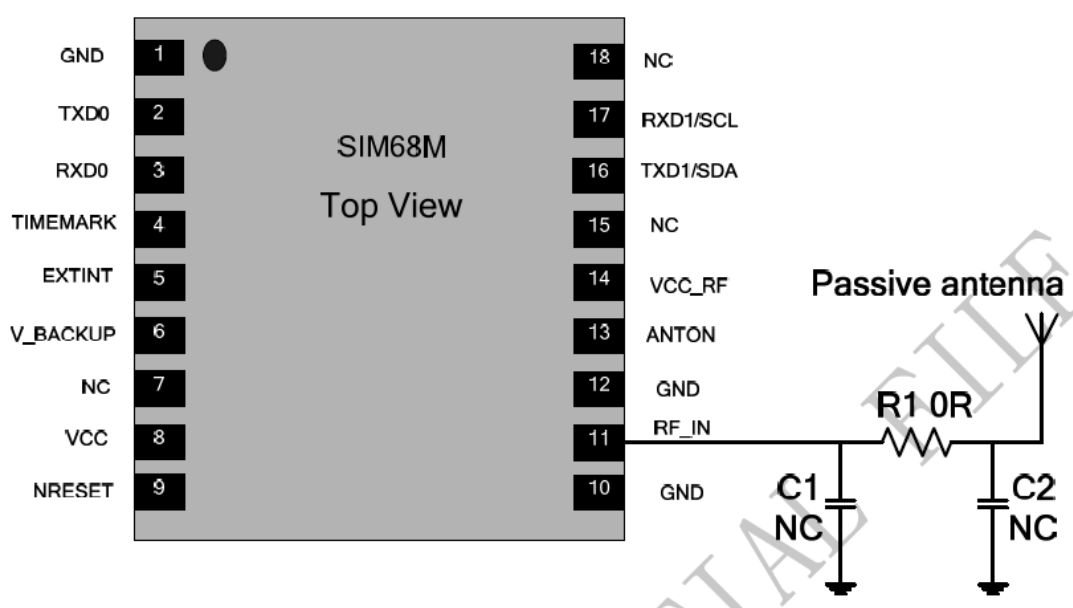 GND 1
TXD0 2
RXD0 3
TIMEMARK 4
EXTINT 5
V_BACKUP 6
NC 7
VCC 8
NRESET 9
SIM68M
Top View
18 NC
17 RXD1/SCL
16 TXD1/SDA
15 NC
14 VCC_RF
13 ANTON
12 GND
11 RF_IN
10 GND
Passive antenna
R1 0R
C1
NC
C2
NC
FILE